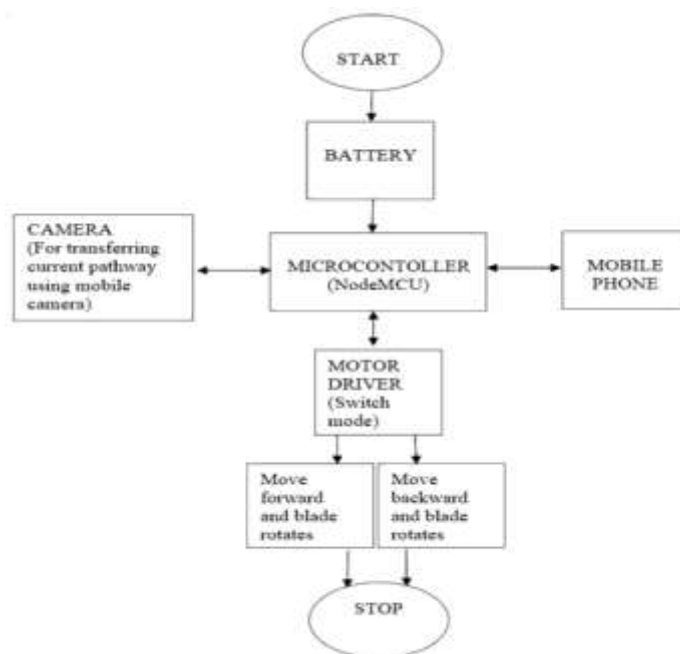 START
BATTERY
CAMERA
(For transferring
current pathway
using mobile
camera)
MICROCONTOLLER
(NodeMCU)
MOBILE
PHONE
MOTOR
DRIVER
(Switch
mode)
Move
forward
and blade
rotates
Move
backward
and blade
rotates
STOP